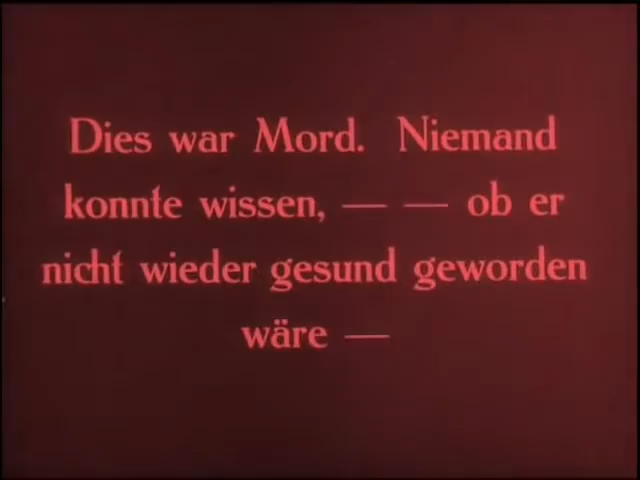 Dies war Mord. Niemand
konnte wissen, — — ob er
nicht wieder gesund geworden
wäre —